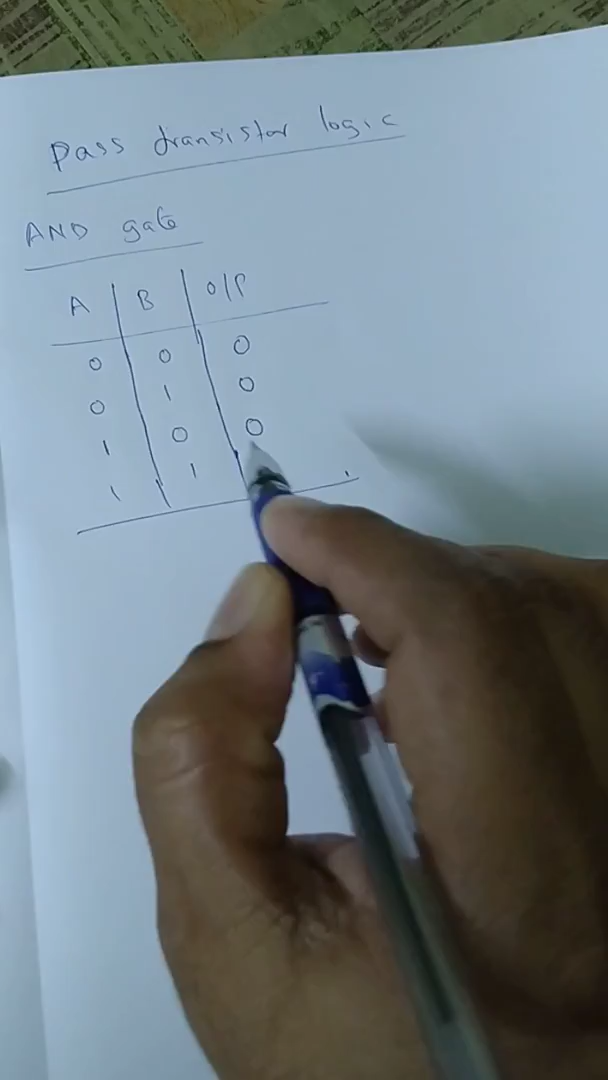 Pass transistor logic
AND gate
A B O/P
0 0 0
0 1 0
1 0 0
1 1